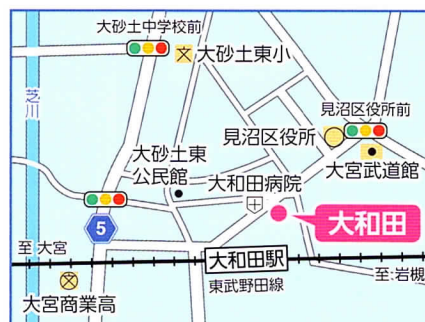 大砂土中学校前
大砂土東小
芝川
見沼区役所前
見沼区役所
大宮武道館
大砂土東
公民館
大和田病院
大和田
5
至 大宮
大和田駅
東武野田線
至 岩槻
大宮商業高